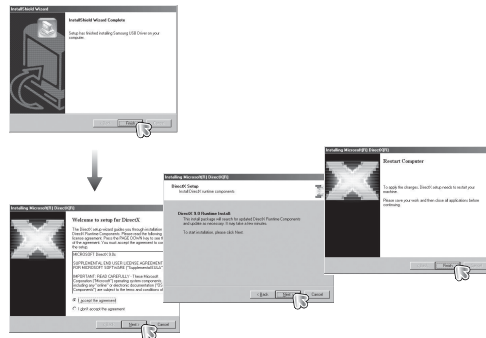 InstallShield Wizard
InstallShield Wizard Complete
Setup has finished installing Samsung USB Driver on your
computer.
Finish
Installing Microsoft(R) DirectX(R)
Welcome to setup for DirectX
The DirectX setup wizard guides you through installation
DirectX Runtime Components. Please read the following
license agreement. Press the PAGE DOWN key to see
of the agreement. You must accept the agreement to
the setup.
MICROSOFT DirectX
SUPPLEMENTAL END USER LICENSE AGREEMENT
FOR MICROSOFT SOFTWARE ("Supplemental EULA")
IMPORTANT: READ CAREFULLY - These Microsoft
Corporation ("Microsoft") operating system components,
including any "online" or electronic documentation ("OS
Components") are subject to the terms and conditions
I accept the agreement
I don't accept the agreement
Next >
Cancel
Installing Microsoft(R) DirectX(R)
DirectX Setup
Install DirectX runtime components
DirectX 9.0 Runtime Install
This install package will search for updated DirectX Runtime Components
and update as necessary. It may take a few minutes.
To start installation, please click Next
< Back
Next >
Cancel
Installing Microsoft(R) DirectX(R)
Restart Computer
To apply the changes, DirectX setup needs to restart your
machine.
Please save your work and then close all applications before
continuing.
Finish